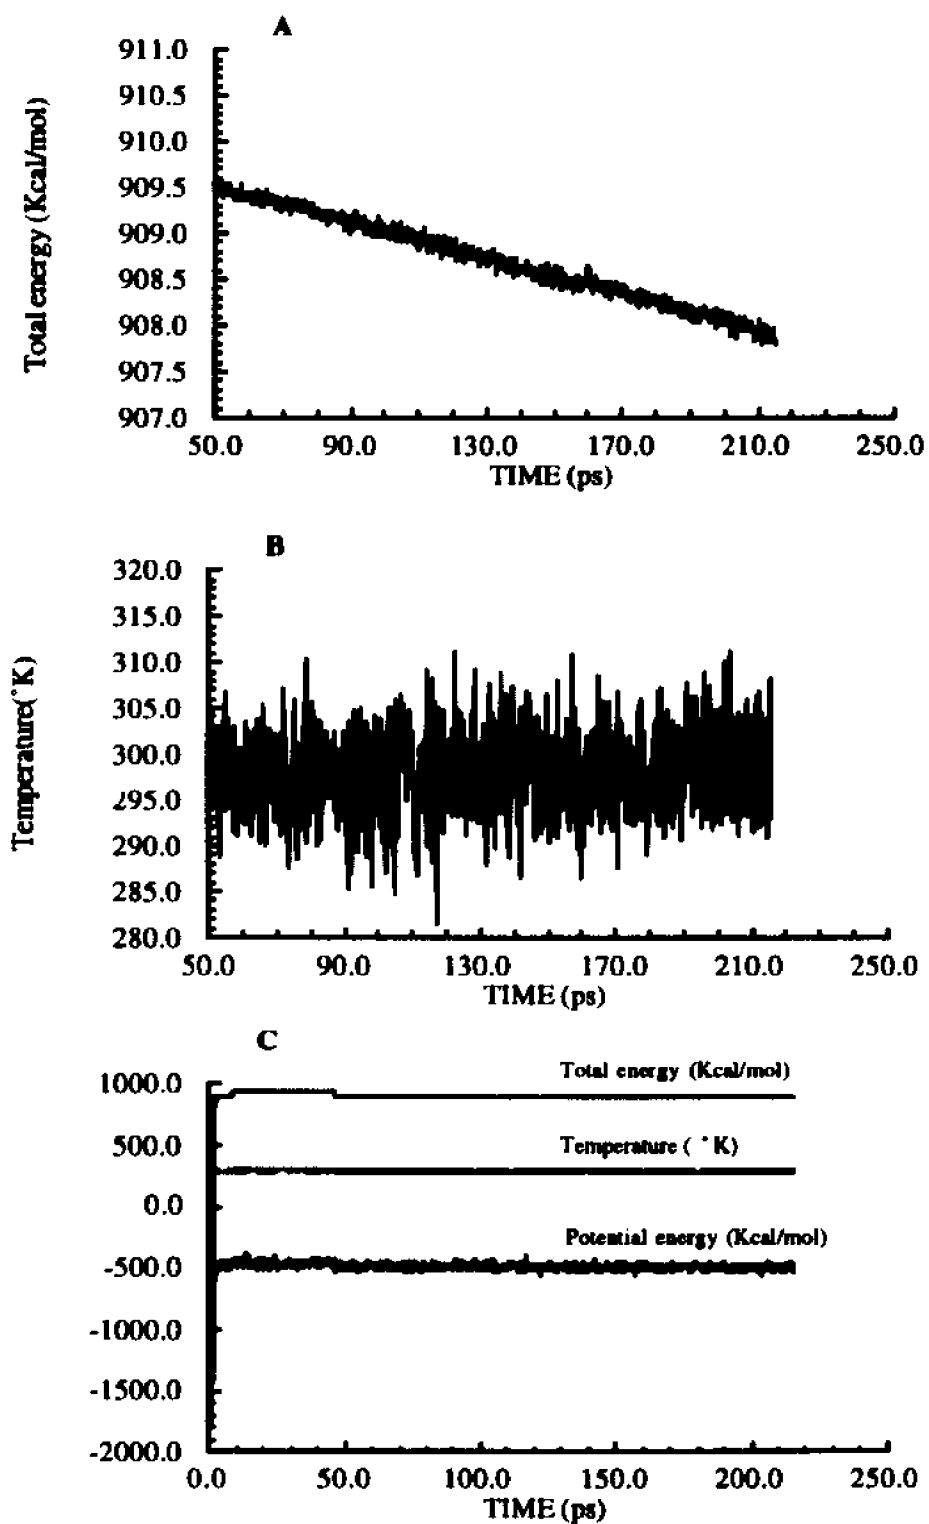 A
911.0
910.5
910.0
909.5
909.0
908.5
908.0
907.5
907.0
Total energy (Kcal/mol)
50.0 90.0 130.0 170.0 210.0 250.0
TIME (ps)
B
320.0
315.0
310.0
305.0
300.0
295.0
290.0
285.0
280.0
Temperature(°K)
50.0 90.0 130.0 170.0 210.0 250.0
TIME (ps)
C
1000.0
500.0
0.0
-500.0
-1000.0
-1500.0
-2000.0
Total energy (Kcal/mol)
Temperature ( °K)
Potential energy (Kcal/mol)
0.0 50.0 100.0 150.0 200.0 250.0
TIME (ps)